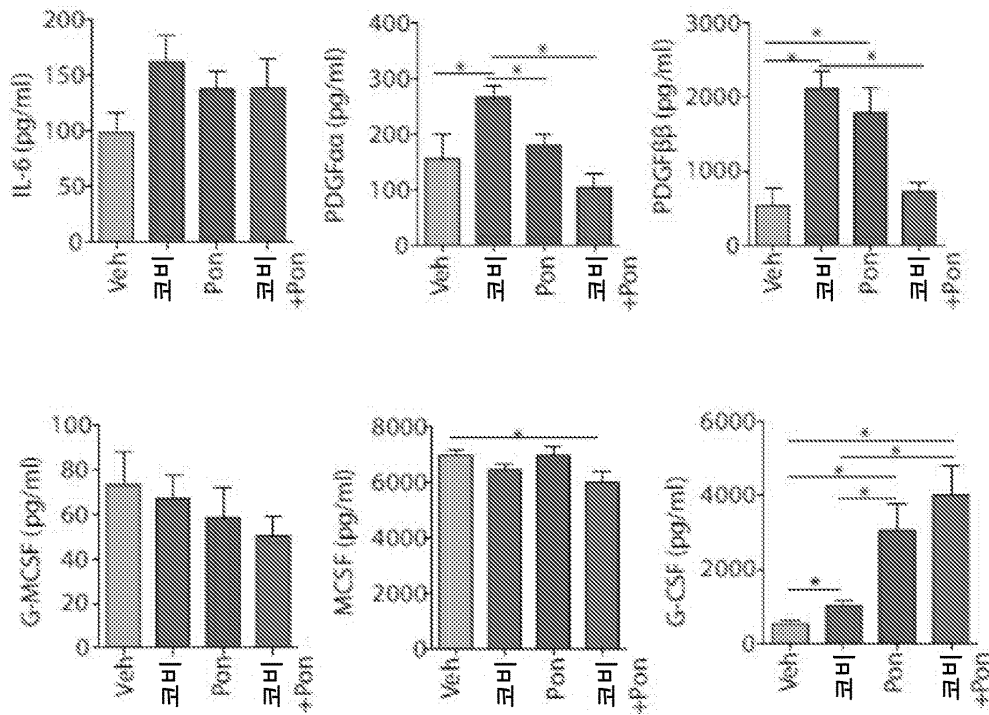 IL-6 (pg/ml)
200
150
100
50
0
Veh
코비
Pon
코비
+Pon
PDGFαα (pg/ml)
400
300
200
100
0
*
*
*
Veh
코비
Pon
코비
+Pon
PDGFββ (pg/ml)
3000
2000
1000
0
*
*
*
Veh
코비
Pon
코비
+Pon
G-MCSF (pg/ml)
100
80
60
40
20
0
Veh
코비
Pon
코비
+Pon
MCSF (pg/ml)
8000
6000
4000
2000
0
*
Veh
코비
Pon
코비
+Pon
G-CSF (pg/ml)
6000
4000
2000
0
*
*
*
*
*
Veh
코비
Pon
코비
+Pon